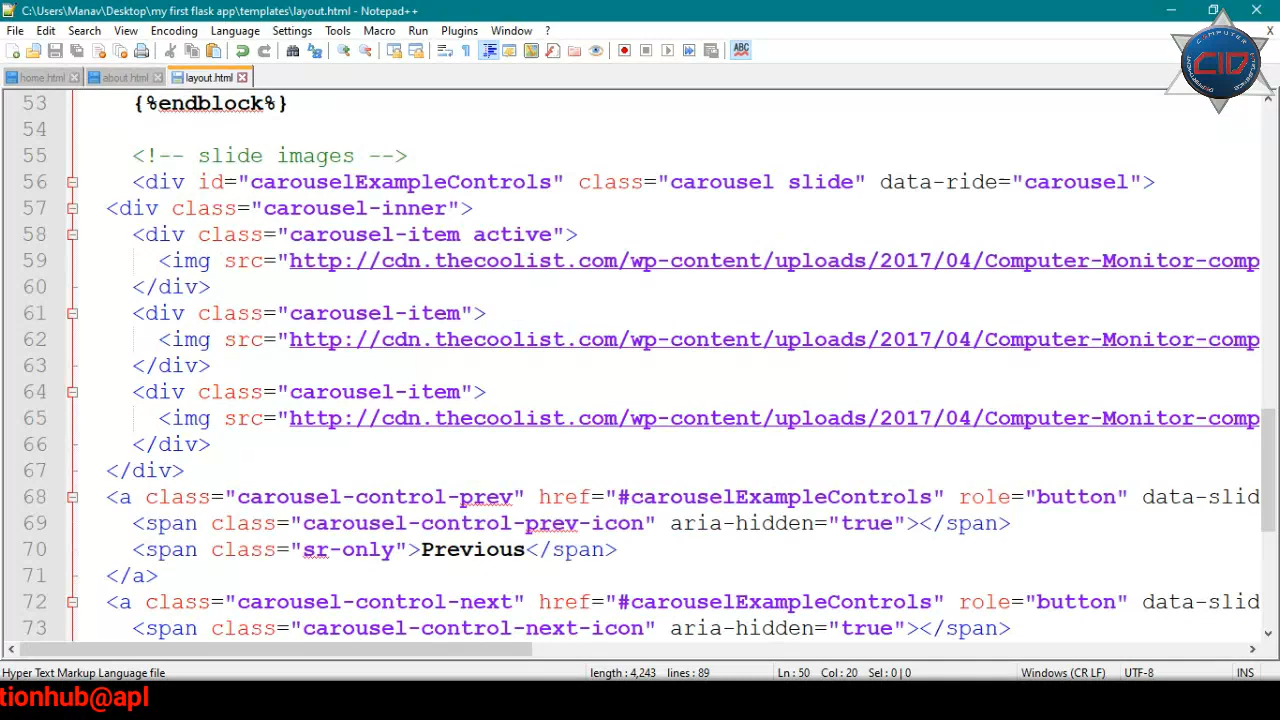 C:\Users\Manav\Desktop\my first flask app\templates\layout.html - Notepad++
File Edit Search View Encoding Language Settings Tools Macro Run Plugins Window ? X
home.html about.html layout.html
COMPUTER
CID
DEPARTMENT
53 {%endblock%}
54
55 <!-- slide images -->
56 <div id="carouselExampleControls" class="carousel slide" data-ride="carousel">
57 <div class="carousel-inner">
58 <div class="carousel-item active">
59 <img src="http://cdn.thecoolist.com/wp-content/uploads/2017/04/Computer-Monitor-comp
60 </div>
61 <div class="carousel-item">
62 <img src="http://cdn.thecoolist.com/wp-content/uploads/2017/04/Computer-Monitor-comp
63 </div>
64 <div class="carousel-item">
65 <img src="http://cdn.thecoolist.com/wp-content/uploads/2017/04/Computer-Monitor-comp
66 </div>
67 </div>
68 <a class="carousel-control-prev" href="#carouselExampleControls" role="button" data-slid
69 <span class="carousel-control-prev-icon" aria-hidden="true"></span>
70 <span class="sr-only">Previous</span>
71 </a>
72 <a class="carousel-control-next" href="#carouselExampleControls" role="button" data-slid
73 <span class="carousel-control-next-icon" aria-hidden="true"></span>
Hyper Text Markup Language file length : 4,243 lines : 89 Ln : 50 Col : 20 Sel : 0 | 0 Windows (CR LF) UTF-8 INS
tionhub@apl